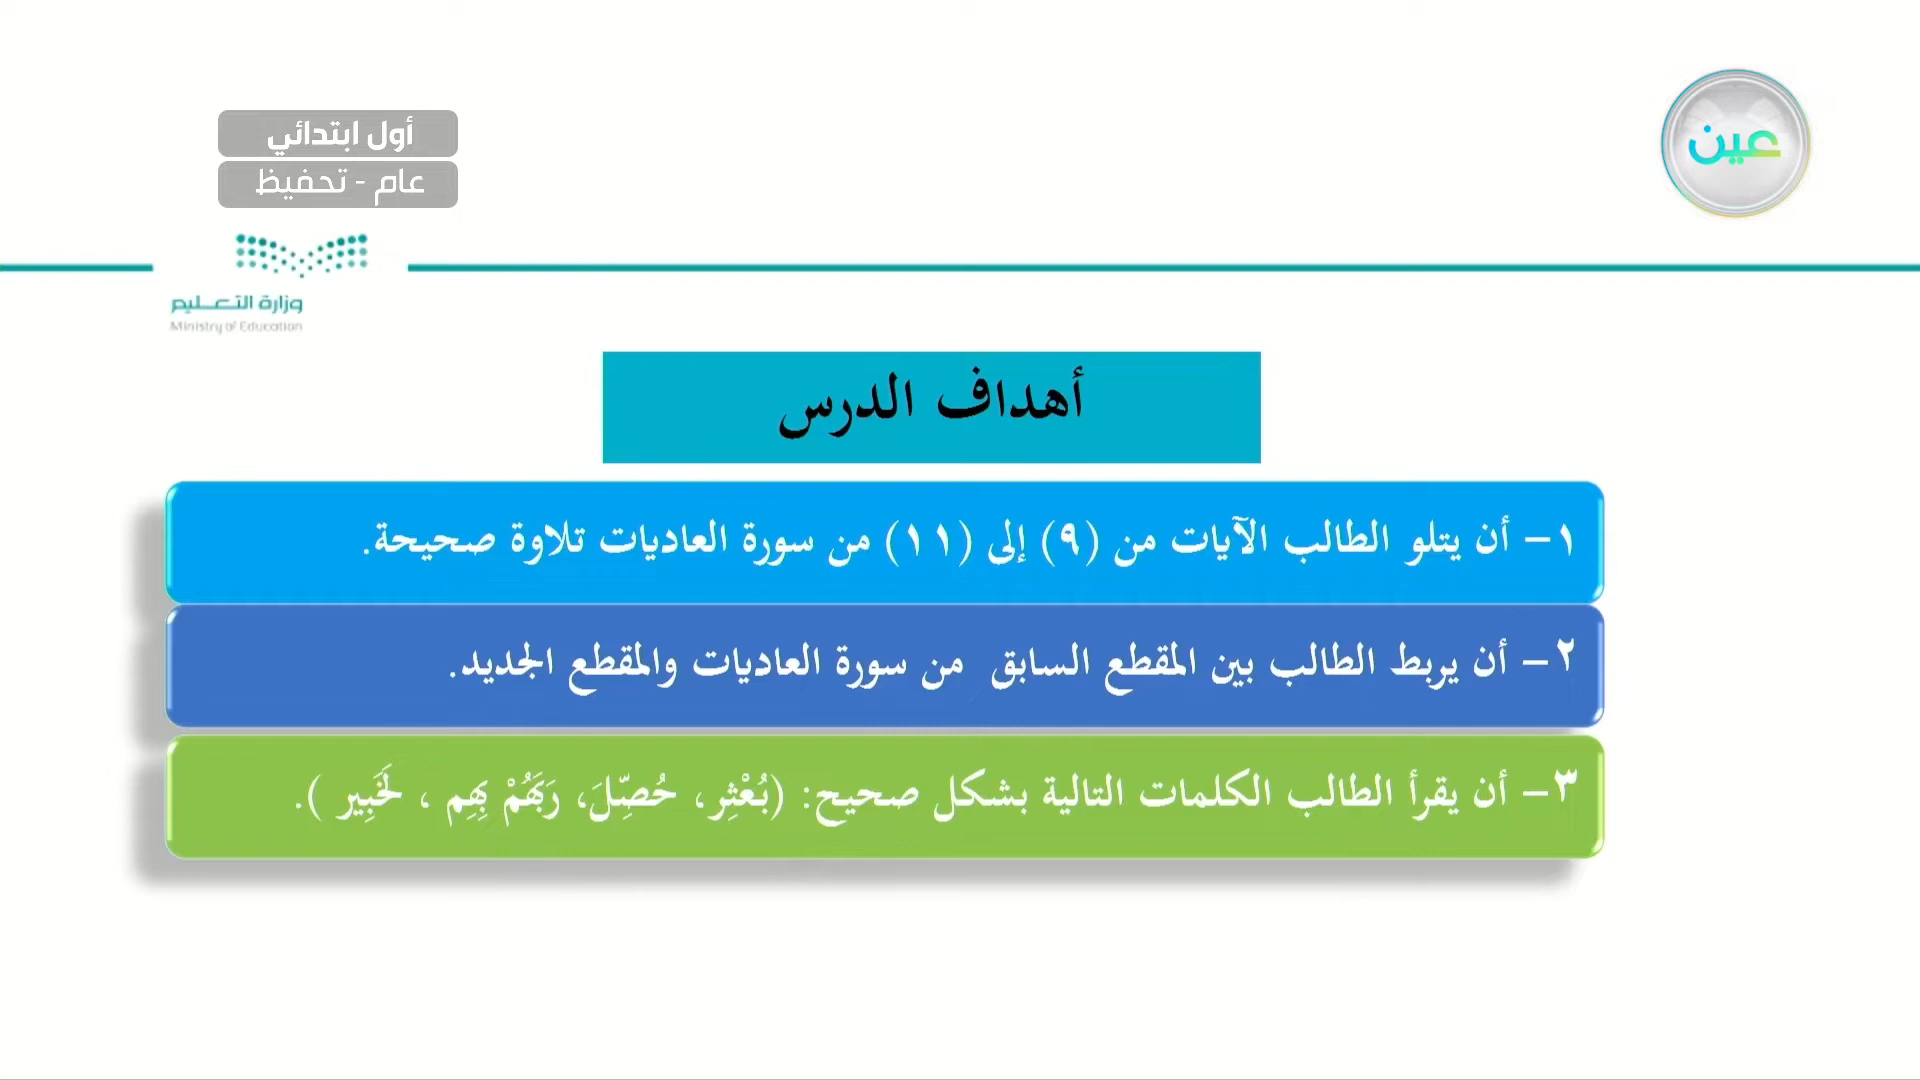 عين
أول ابتدائي
عام - تحفيظ
وزارة التعليم
Ministry of Education
أهداف الدرس
١- أن يتلو الطالب الآيات من (٩) إلى (١١) من سورة العاديات تلاوة صحيحة.
٢- أن يربط الطالب بين المقطع السابق من سورة العاديات والمقطع الجديد.
٣- أن يقرأ الطالب الكلمات التالية بشكل صحيح: (بُعْثِر، حُصِّلَ، رَبَهُمْ بِهِم ، لَخَبِير ).